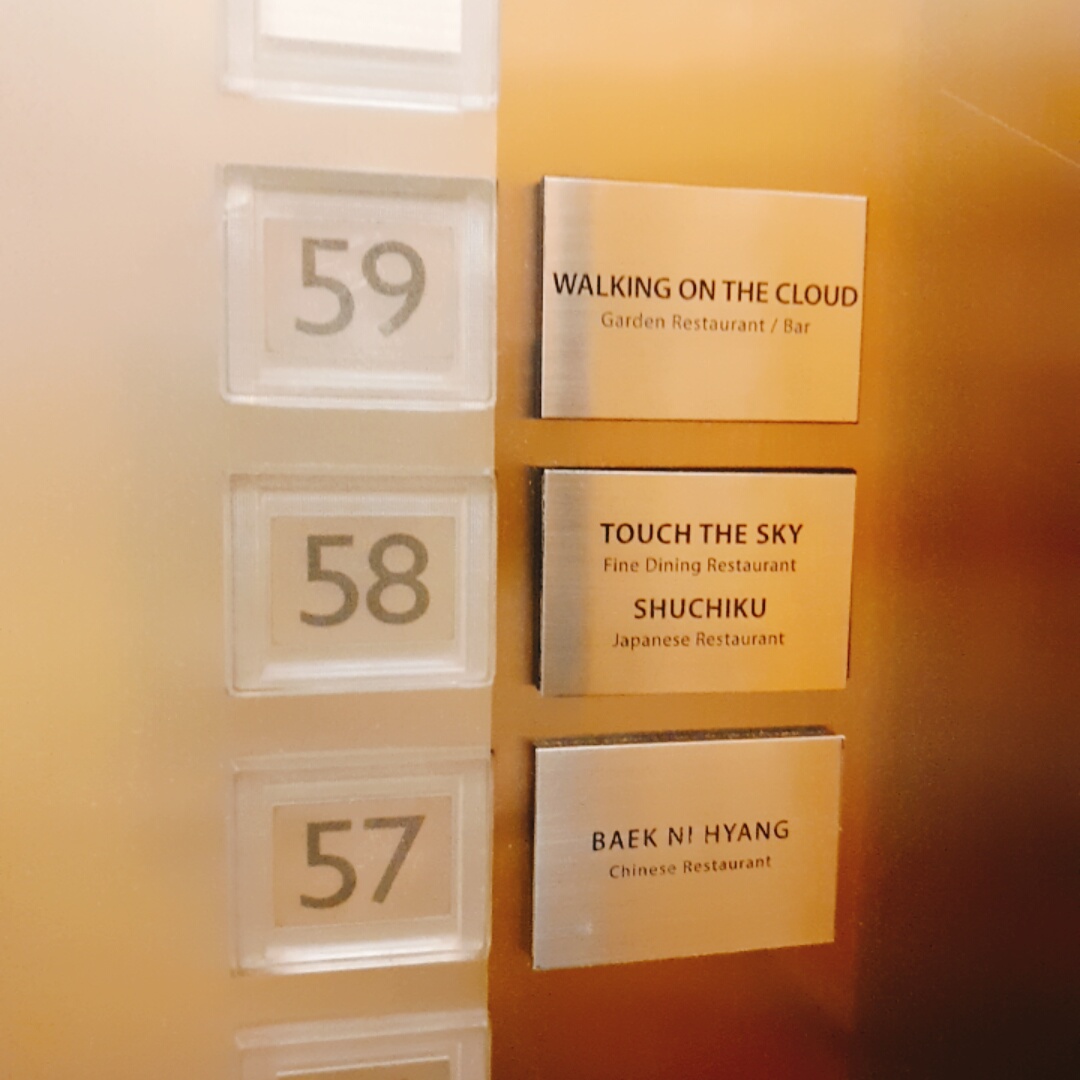 59
WALKING ON THE CLOUD
Garden Restaurant / Bar
58
TOUCH THE SKY
Fine Dining Restaurant
SHUCHIKU
Japanese Restaurant
57
BAEK NI HYANG
Chinese Restaurant